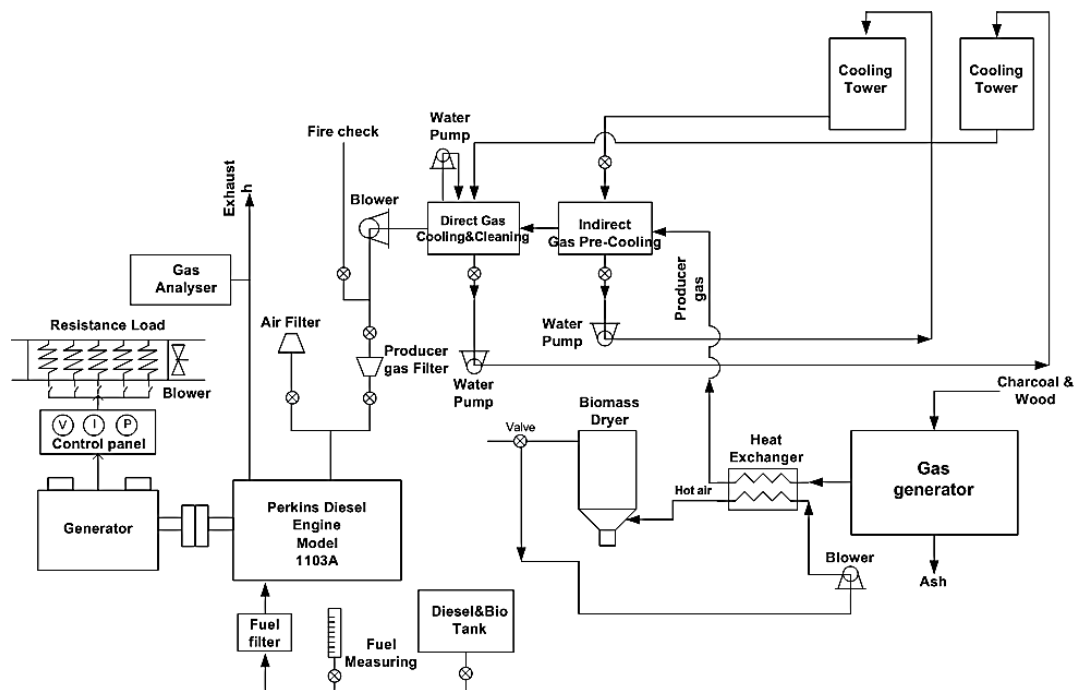 Cooling
Tower
Cooling
Tower
Water
Pump
Fire check
Exhaust
h
Blower
Direct Gas
Cooling&Cleaning
Indirect
Gas Pre-Cooling
Gas
Analyser
Producer
gas
Resistance Load
Air Filter
Water
Pump
Producer
gas Filter
Water
Pump
Blower
Charcoal &
Wood
V
I
P
Control panel
Valve
Biomass
Dryer
Heat
Exchanger
Hot air
Gas
generator
Generator
Perkins Diesel
Engine
Model
1103A
Blower
Ash
Fuel
filter
Fuel
Measuring
Diesel&Bio
Tank